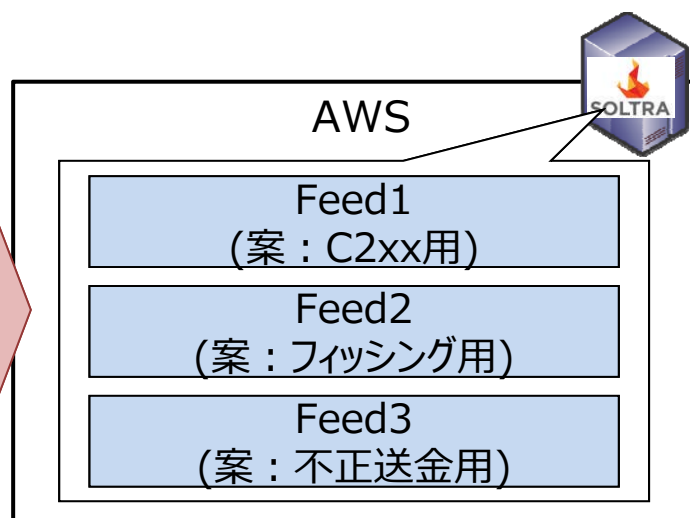 SOLTRA
AWS
Feed1
(案：C2xx用)
Feed2
(案：フィッシング用)
Feed3
(案：不正送金用)